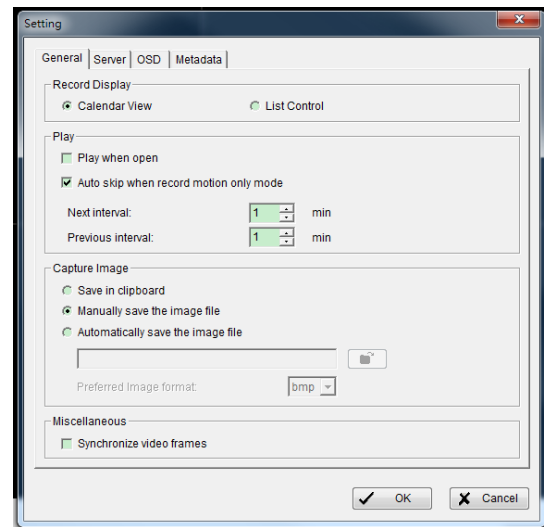 Setting
General Server OSD Metadata
Record Display
Calendar View List Control
Play
Play when open
Auto skip when record motion only mode
Next interval: 1 min
Previous interval: 1 min
Capture Image
Save in clipboard
Manually save the image file
Automatically save the image file
Preferred Image format: bmp
Miscellaneous
Synchronize video frames
OK Cancel